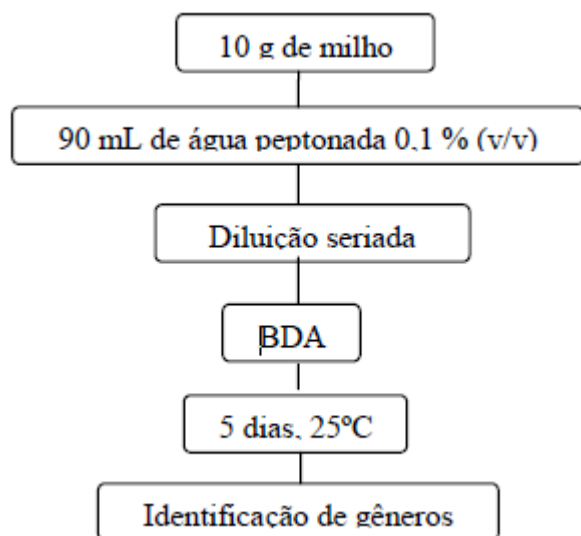 10 g de milho
90 mL de água peptonada 0,1 % (v/v)
Diluição seriada
BDA
5 dias, 25ºC
Identificação de gêneros